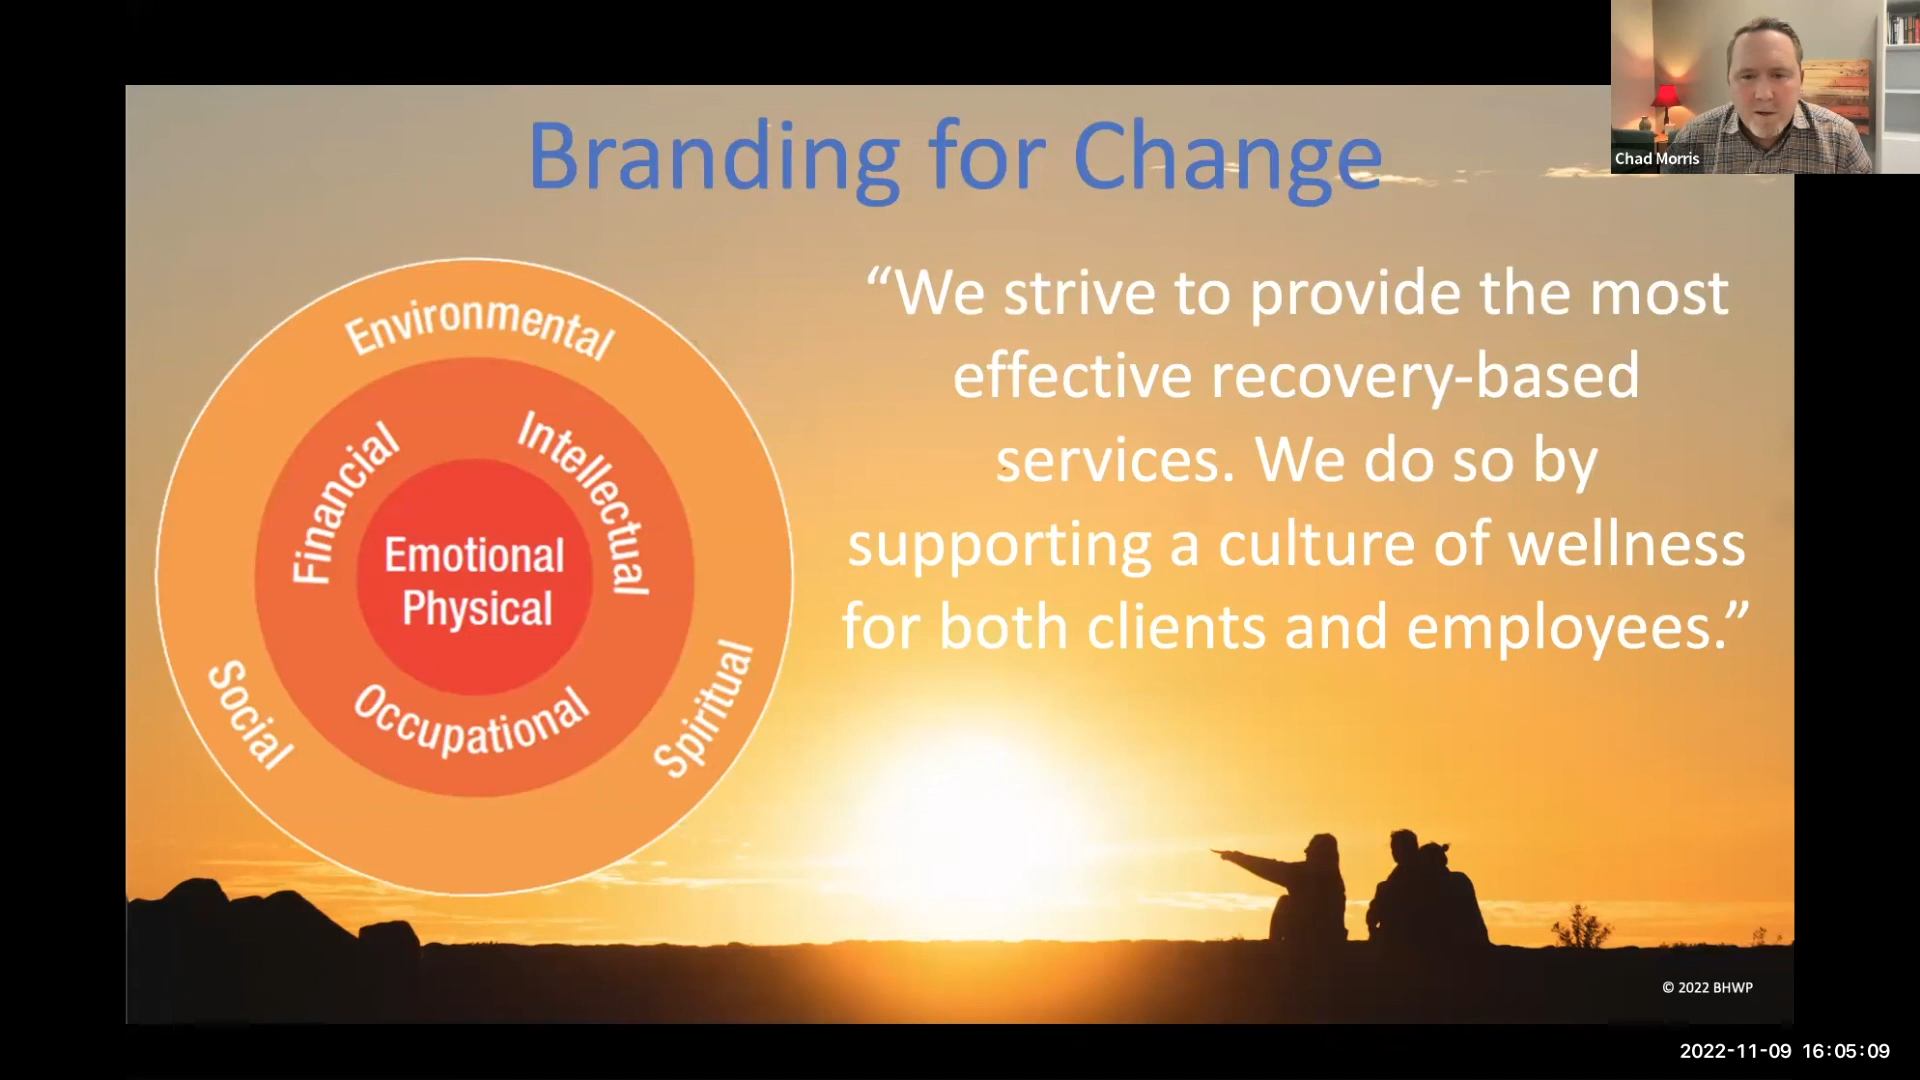 Branding for Change
Chad Morris
Environmental
Financial
Intellectual
Emotional
Physical
Occupational
Social
Spiritual
“We strive to provide the most
effective recovery-based
services. We do so by
supporting a culture of wellness
for both clients and employees.”
© 2022 BHWP
2022-11-09 16:05:09